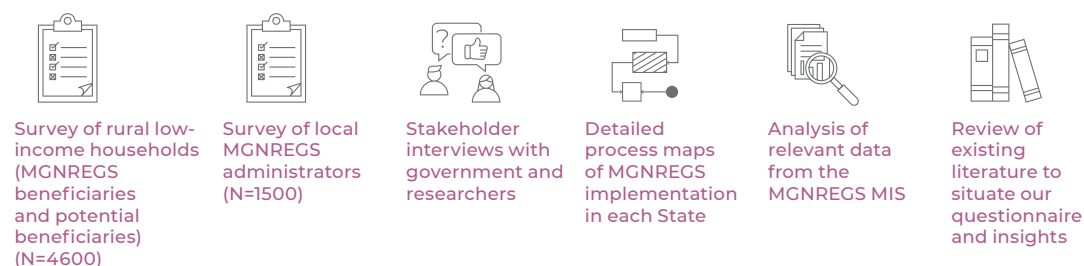 Survey of rural low-
income households
(MGNREGS
beneficiaries
and potential
beneficiaries)
(N=4600)
Survey of local
MGNREGS
administrators
(N=1500)
?
Stakeholder
interviews with
government and
researchers
Detailed
process maps
of MGNREGS
implementation
in each State
Analysis of
relevant data
from the
MGNREGS MIS
Review of
existing
literature to
situate our
questionnaire
and insights